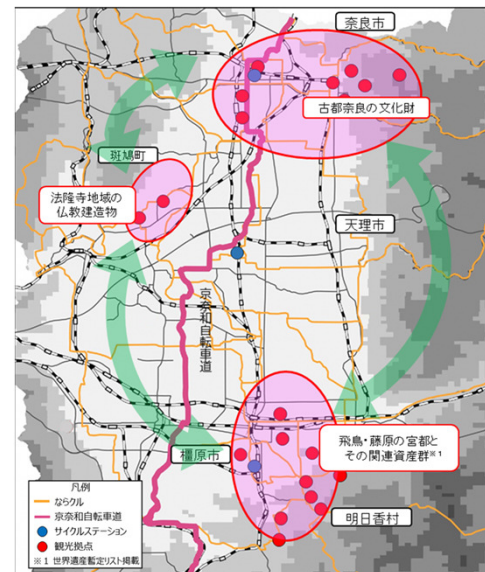 奈良市
古都奈良の文化財
斑鳩町
法隆寺地域の
仏教建造物
天理市
京奈和自転車道
飛鳥・藤原の宮都と
その関連資産群※1
橿原市
明日香村
凡例
ならクル
京奈和自転車道
サイクルステーション
観光拠点
※1 世界遺産暫定リスト掲載